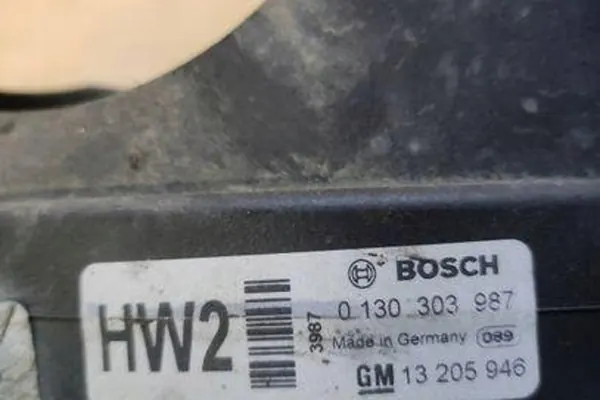 HW2
3987
BOSCH
0 130 303 987
Made in Germany 089
GM 13 205 946